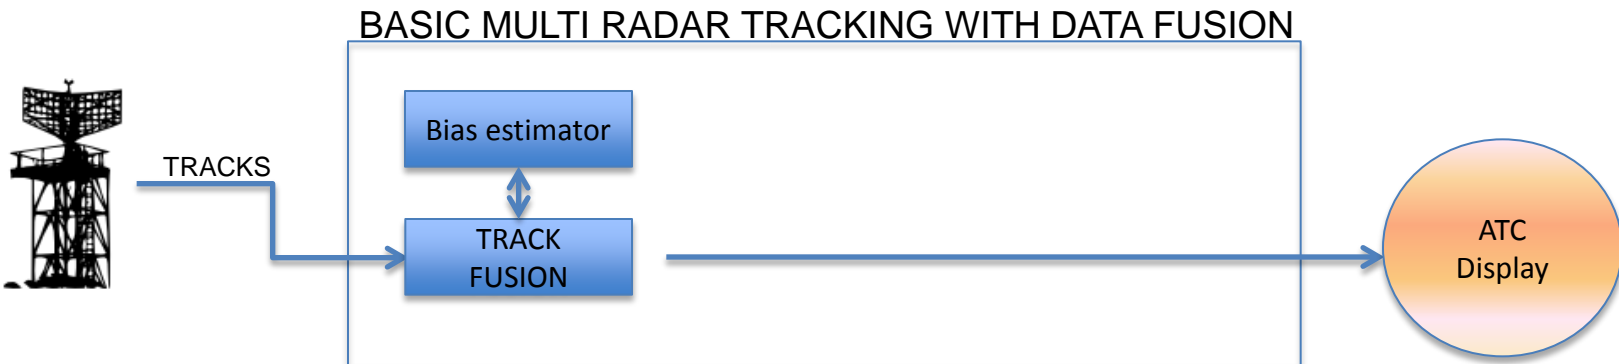 BASIC MULTI RADAR TRACKING WITH DATA FUSION
Bias estimator
TRACKS
TRACK
FUSION
ATC
Display